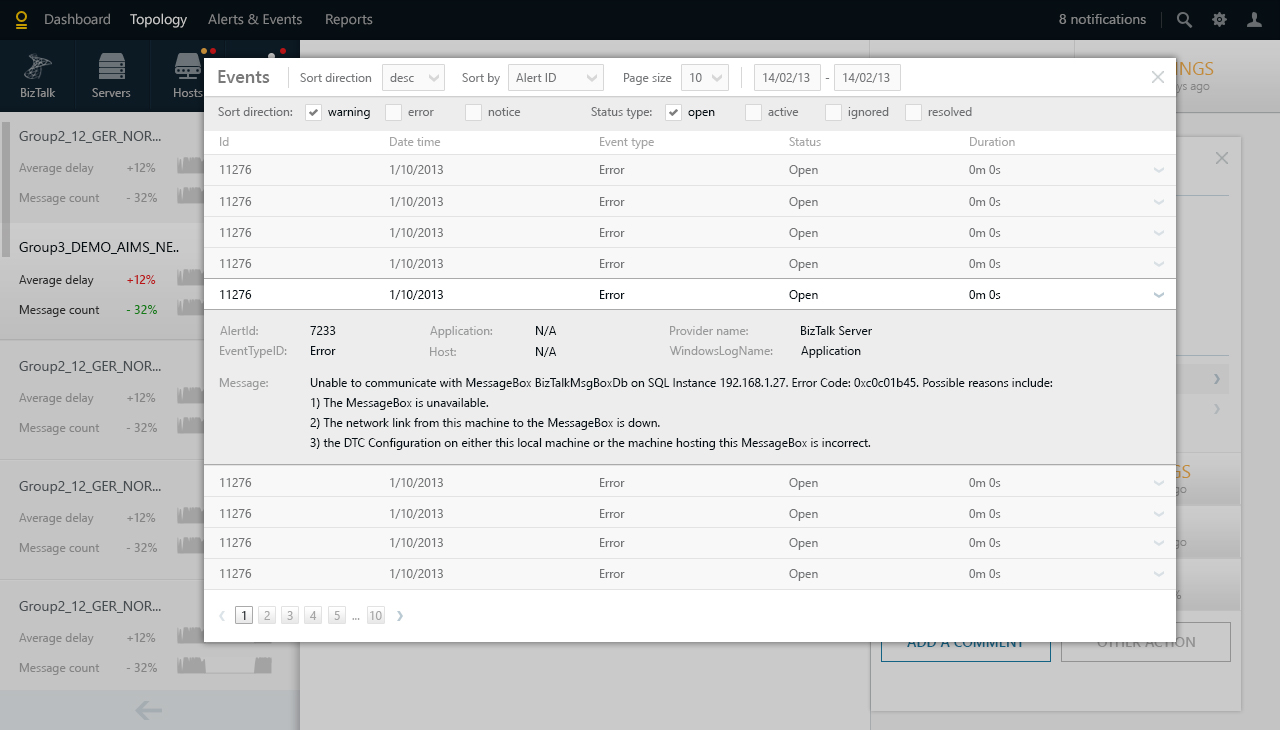 Dashboard Topology Alerts & Events Reports 8 notifications
BizTalk Servers Hosts
Events Sort direction desc Sort by Alert ID Page size 10 14/02/13 - 14/02/13
Sort direction: warning error notice Status type: open active ignored resolved
Id Date time Event type Status Duration
11276 1/10/2013 Error Open 0m 0s
11276 1/10/2013 Error Open 0m 0s
11276 1/10/2013 Error Open 0m 0s
11276 1/10/2013 Error Open 0m 0s
11276 1/10/2013 Error Open 0m 0s
AlertId: 7233 Application: N/A Provider name: BizTalk Server
EventTypeID: Error Host: N/A WindowsLogName: Application
Message: Unable to communicate with MessageBox BizTalkMsgBoxDb on SQL Instance 192.168.1.27. Error Code: 0xc0c01b45. Possible reasons include:
1) The MessageBox is unavailable.
2) The network link from this machine to the MessageBox is down.
3) the DTC Configuration on either this local machine or the machine hosting this MessageBox is incorrect.
11276 1/10/2013 Error Open 0m 0s
11276 1/10/2013 Error Open 0m 0s
11276 1/10/2013 Error Open 0m 0s
11276 1/10/2013 Error Open 0m 0s
1 2 3 4 5 ... 10
Group2_12_GER_NOR...
Average delay +12%
Message count - 32%
Group3_DEMO_AIMS_NE..
Average delay +12%
Message count - 32%
Group2_12_GER_NOR...
Average delay +12%
Message count - 32%
Group2_12_GER_NOR...
Average delay +12%
Message count - 32%
Group2_12_GER_NOR...
Average delay +12%
Message count - 32%
ADD A COMMENT OTHER ACTION